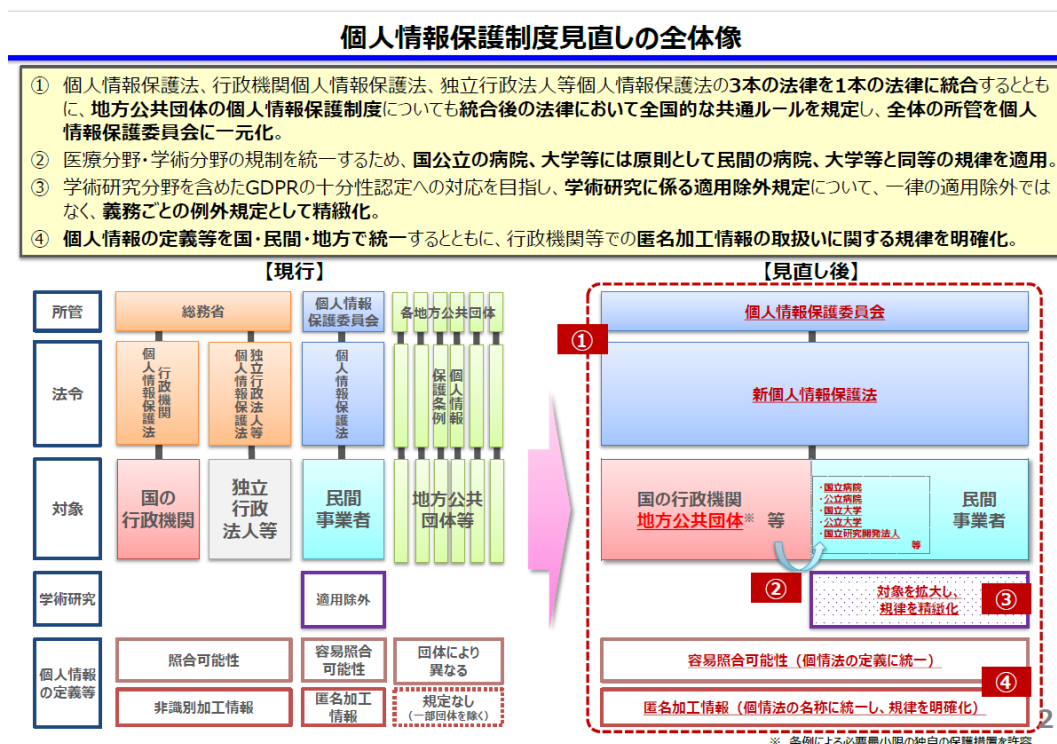 個人情報保護制度見直しの全体像
① 個人情報保護法、行政機関個人情報保護法、独立行政法人等個人情報保護法の3本の法律を1本の法律に統合するととも
に、地方公共団体の個人情報保護制度についても統合後の法律において全国的な共通ルールを規定し、全体の所管を個人
情報保護委員会に一元化。
② 医療分野・学術分野の規制を統一するため、国公立の病院、大学等には原則として民間の病院、大学等と同等の規律を適用。
③ 学術研究分野を含めたGDPRの十分性認定への対応を目指し、学術研究に係る適用除外規定について、一律の適用除外では
なく、義務ごとの例外規定として精緻化。
④ 個人情報の定義等を国・民間・地方で統一するとともに、行政機関等での匿名加工情報の取扱いに関する規律を明確化。
【現行】
所管
総務省
個人情報
保護委員会
各地方公共団体
法令
行政機関
個人情報保護法
独立行政法人等
個人情報保護法
個人情報保護法
個人情報
保護条例
対象
国の
行政機関
独立
行政
法人等
民間
事業者
地方公共
団体等
学術研究
適用除外
個人情報
の定義等
照合可能性
容易照合
可能性
団体により
異なる
非識別加工情報
匿名加工
情報
規定なし
(一部団体を除く)
【見直し後】
①
個人情報保護委員会
新個人情報保護法
国の行政機関
地方公共団体※ 等
・国立病院
・公立病院
・国立大学
・公立大学
・国立研究開発法人
等
民間
事業者
②
対象を拡大し、
規律を精緻化
③
容易照合可能性（個情法の定義に統一）
④
匿名加工情報（個情法の名称に統一し、規律を明確化）
2
※ 条例による必要最小限の独自の保護措置を許容